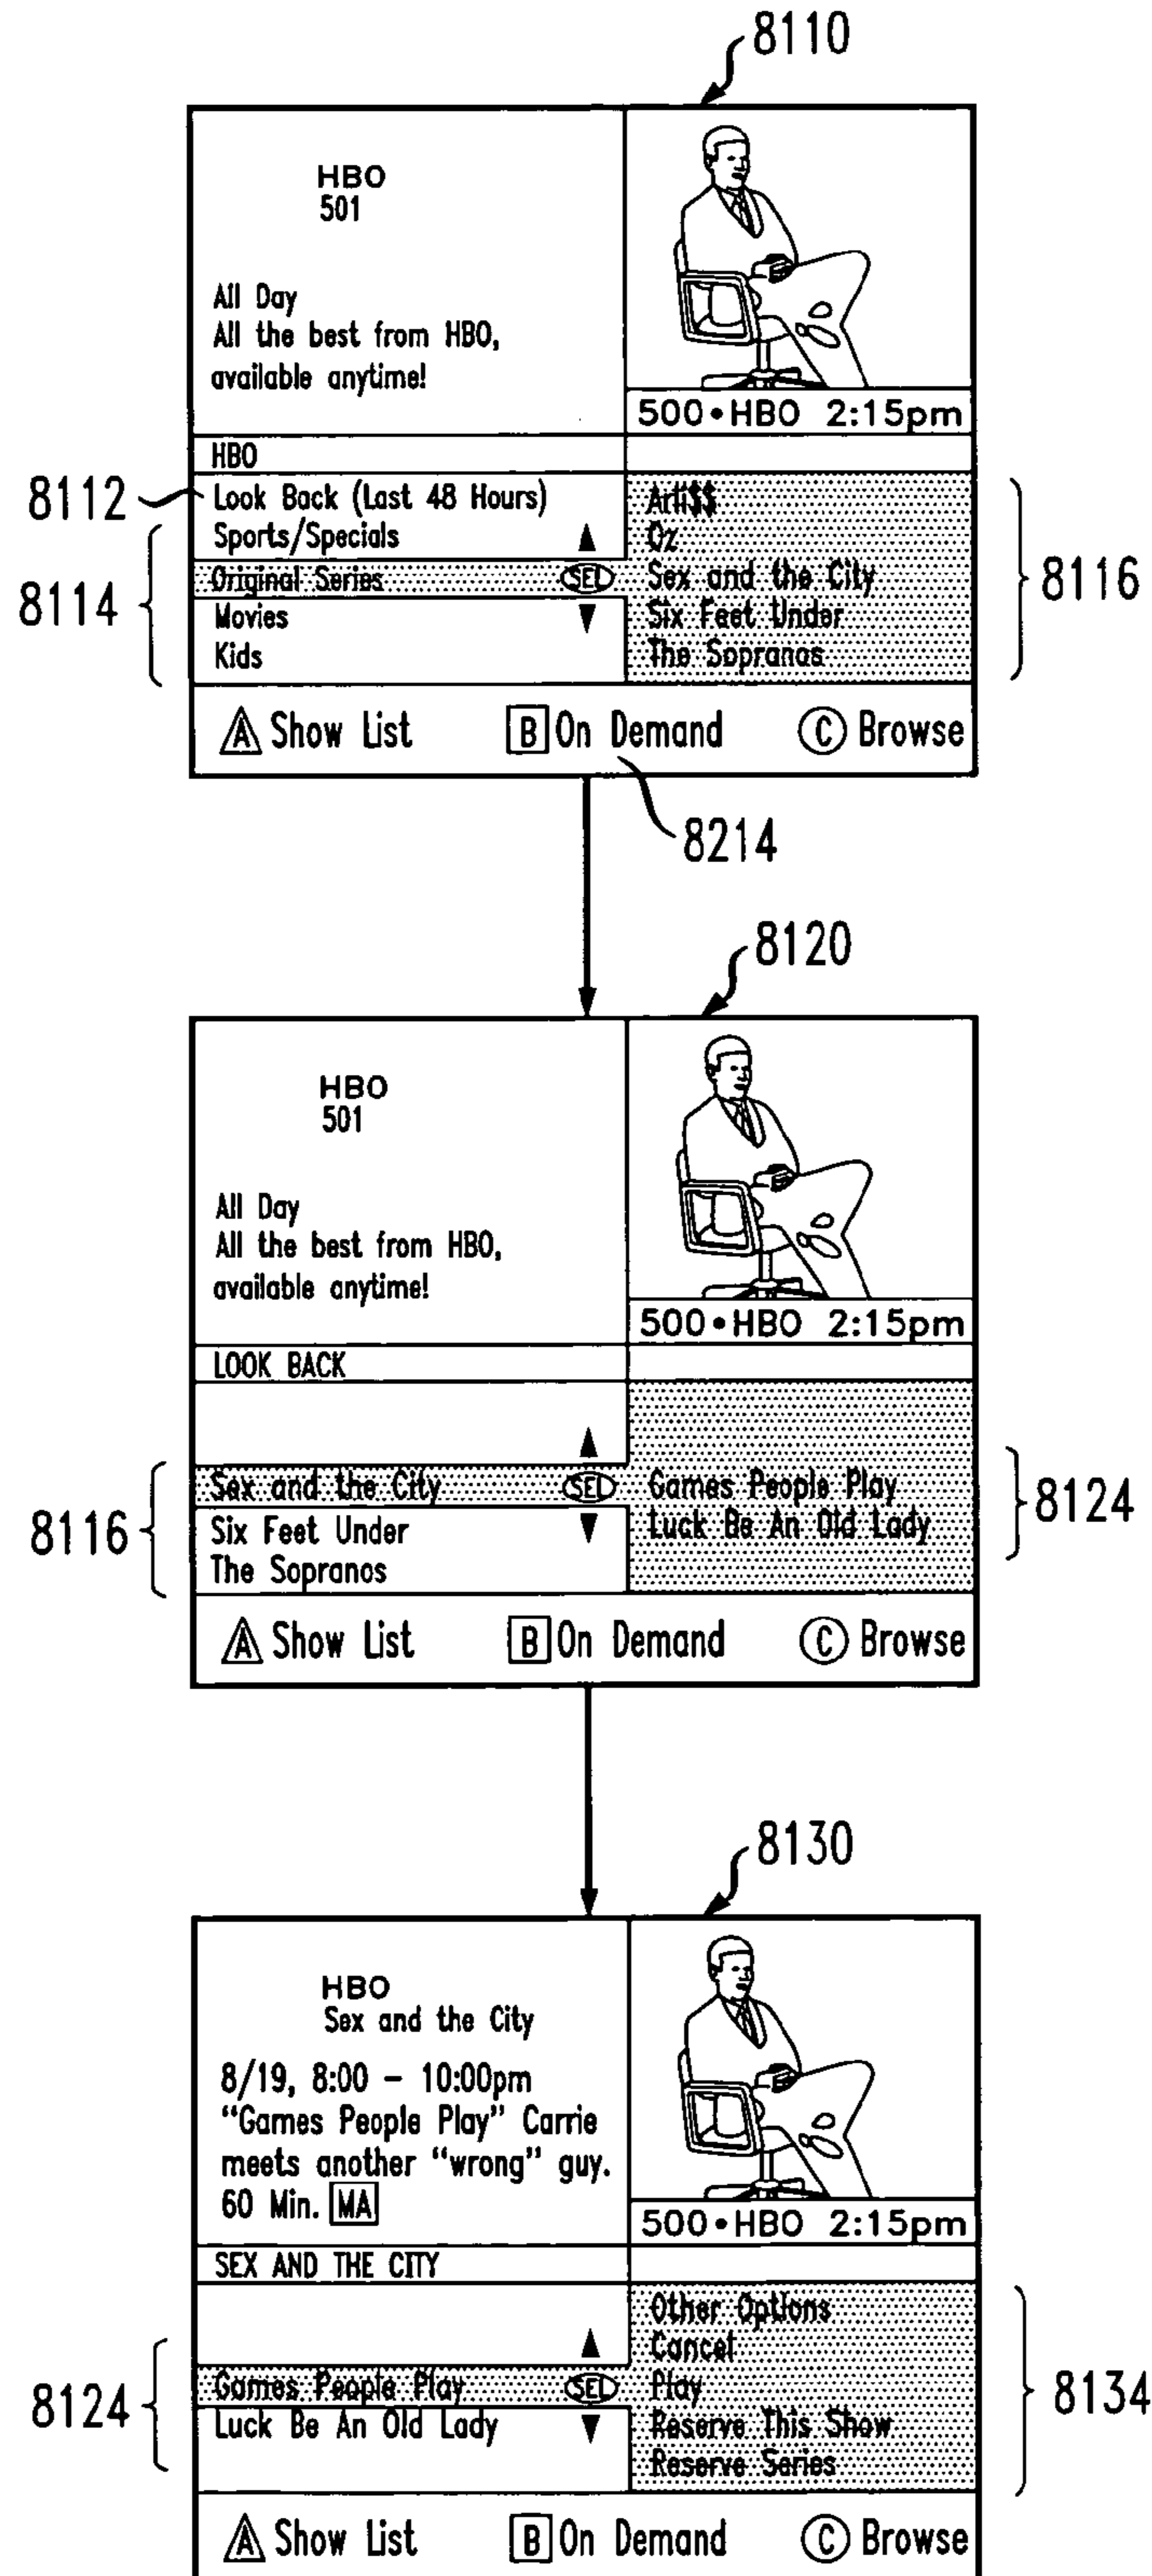 8110
HBO
501
All Day
All the best from HBO,
available anytime!
500 • HBO 2:15pm
HBO
8112
Look Back (Last 48 Hours)
Sports/Specials
Original Series
SEL
Movies
Kids
8114
Arli$$
Oz
Sex and the City
Six Feet Under
The Sopranos
8116
A Show List
B On Demand
C Browse
8214
8120
HBO
501
All Day
All the best from HBO,
available anytime!
500 • HBO 2:15pm
LOOK BACK
Sex and the City
SEL
Six Feet Under
The Sopranos
8116
Games People Play
Luck Be An Old Lady
8124
A Show List
B On Demand
C Browse
8130
HBO
Sex and the City
8/19, 8:00 – 10:00pm
“Games People Play” Carrie
meets another “wrong” guy.
60 Min. MA
500 • HBO 2:15pm
SEX AND THE CITY
Games People Play
SEL
Luck Be An Old Lady
8124
Other Options
Cancel
Play
Reserve This Show
Reserve Series
8134
A Show List
B On Demand
C Browse